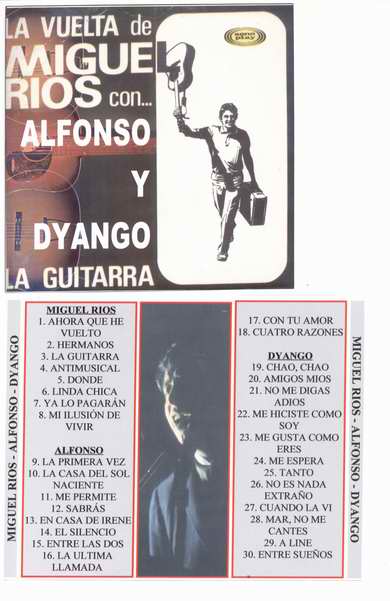 LA VUELTA de
MIGUEL
RIOS con...
ALFONSO
Y
DYANGO
LA GUITARRA
sono
play
MIGUEL RIOS - ALFONSO - DYANGO
MIGUEL RIOS
1. AHORA QUE HE
VUELTO
2. HERMANOS
3. LA GUITARRA
4. ANTIMUSICAL
5. DONDE
6. LINDA CHICA
7. YA LO PAGARÁN
8. MI ILUSIÓN DE
VIVIR
ALFONSO
9. LA PRIMERA VEZ
10. LA CASA DEL SOL
NACIENTE
11. ME PERMITE
12. SABRÁS
13. EN CASA DE IRENE
14. EL SILENCIO
15. ENTRE LAS DOS
16. LA ULTIMA
LLAMADA
17. CON TU AMOR
18. CUATRO RAZONES
DYANGO
19. CHAO, CHAO
20. AMIGOS MIOS
21. NO ME DIGAS
ADIOS
22. ME HICISTE COMO
SOY
23. ME GUSTA COMO
ERES
24. ME ESPERA
25. TANTO
26. NO ES NADA
EXTRAÑO
27. CUANDO LA VI
28. MAR, NO ME
CANTES
29. A LINE
30. ENTRE SUEÑOS
MIGUEL RIOS - ALFONSO - DYANGO